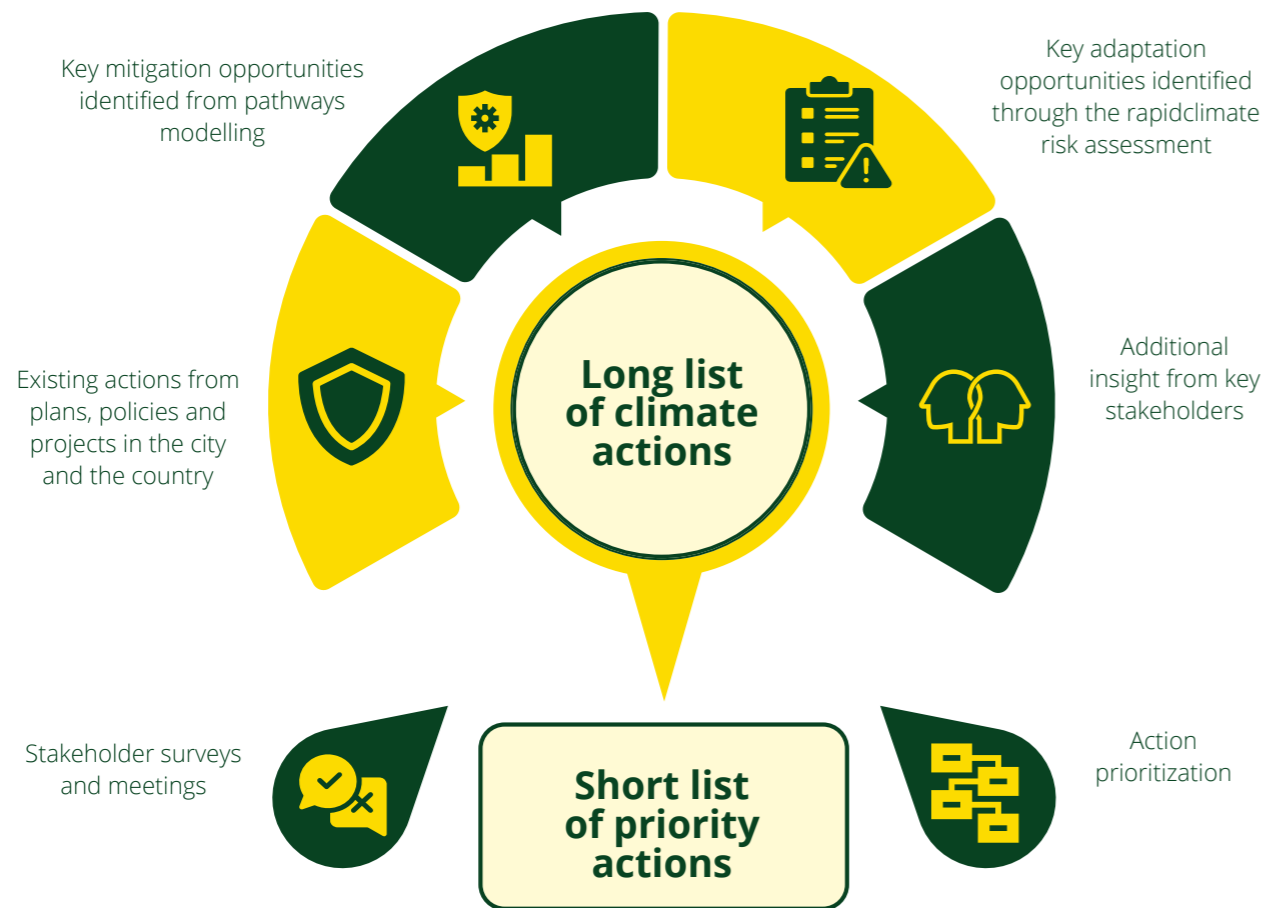 Key mitigation opportunities
identified from pathways
modelling
Key adaptation
opportunities identified
through the rapidclimate
risk assessment
Existing actions from
plans, policies and
projects in the city
and the country
Long list
of climate
actions
Additional
insight from key
stakeholders
Stakeholder surveys
and meetings
Short list
of priority
actions
Action
prioritization